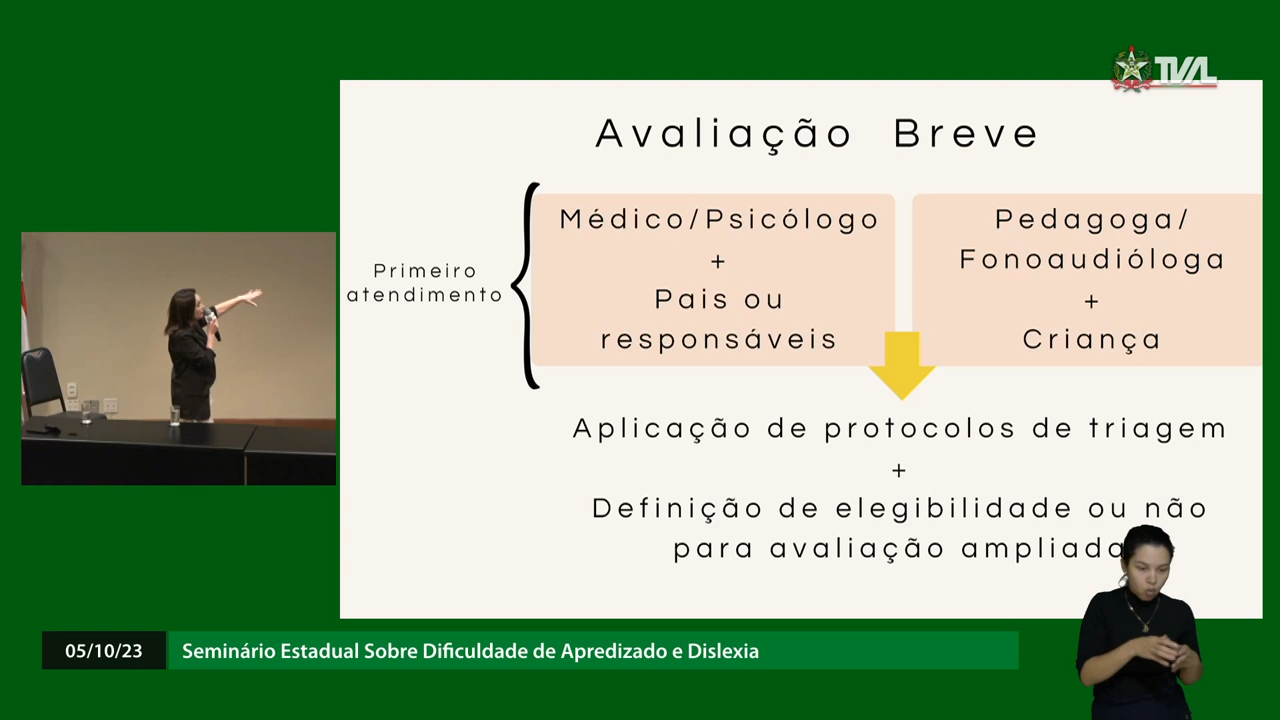 TVAL
Avaliação Breve
Primeiro
atendimento
Médico/Psicólogo
+
Pais ou
responsáveis
Pedagoga/
Fonoaudióloga
+
Criança
Aplicação de protocolos de triagem
+
Definição de elegibilidade ou não
para avaliação ampliada
05/10/23
Seminário Estadual Sobre Dificuldade de Apredizado e Dislexia